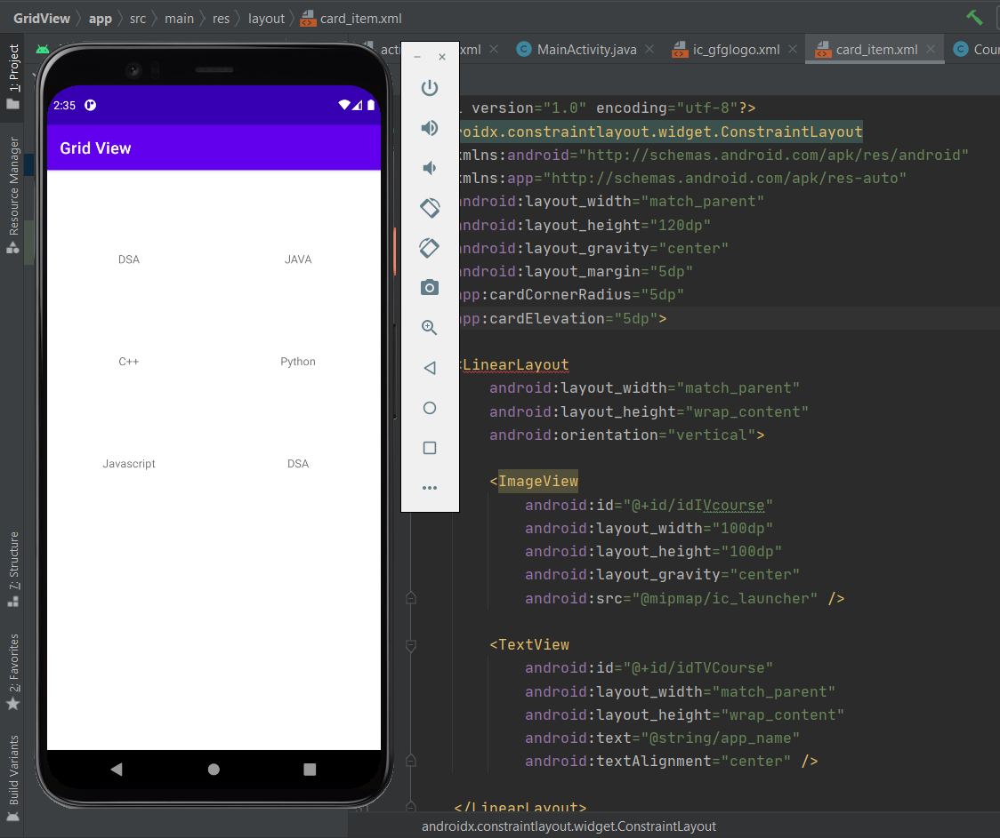 GridView app src main res layout card_item.xml
act xml MainActivity.java ic_gfglogo.xml card_item.xml Cou
1: Project
Resource Manager
7: Structure
2: Favorites
Build Variants
2:35
Grid View
DSA JAVA
C++ Python
Javascript DSA
version="1.0" encoding="utf-8"?>
roidx.constraintlayout.widget.ConstraintLayout
xmlns:android="http://schemas.android.com/apk/res/android"
xmlns:app="http://schemas.android.com/apk/res-auto"
android:layout_width="match_parent"
android:layout_height="120dp"
android:layout_gravity="center"
android:layout_margin="5dp"
app:cardCornerRadius="5dp"
app:cardElevation="5dp">
<LinearLayout
android:layout_width="match_parent"
android:layout_height="wrap_content"
android:orientation="vertical">
<ImageView
android:id="@+id/idIVcourse"
android:layout_width="100dp"
android:layout_height="100dp"
android:layout_gravity="center"
android:src="@mipmap/ic_launcher" />
<TextView
android:id="@+id/idTVCourse"
android:layout_width="match_parent"
android:layout_height="wrap_content"
android:text="@string/app_name"
android:textAlignment="center" />
</LinearLayout>
androidx.constraintlayout.widget.ConstraintLayout